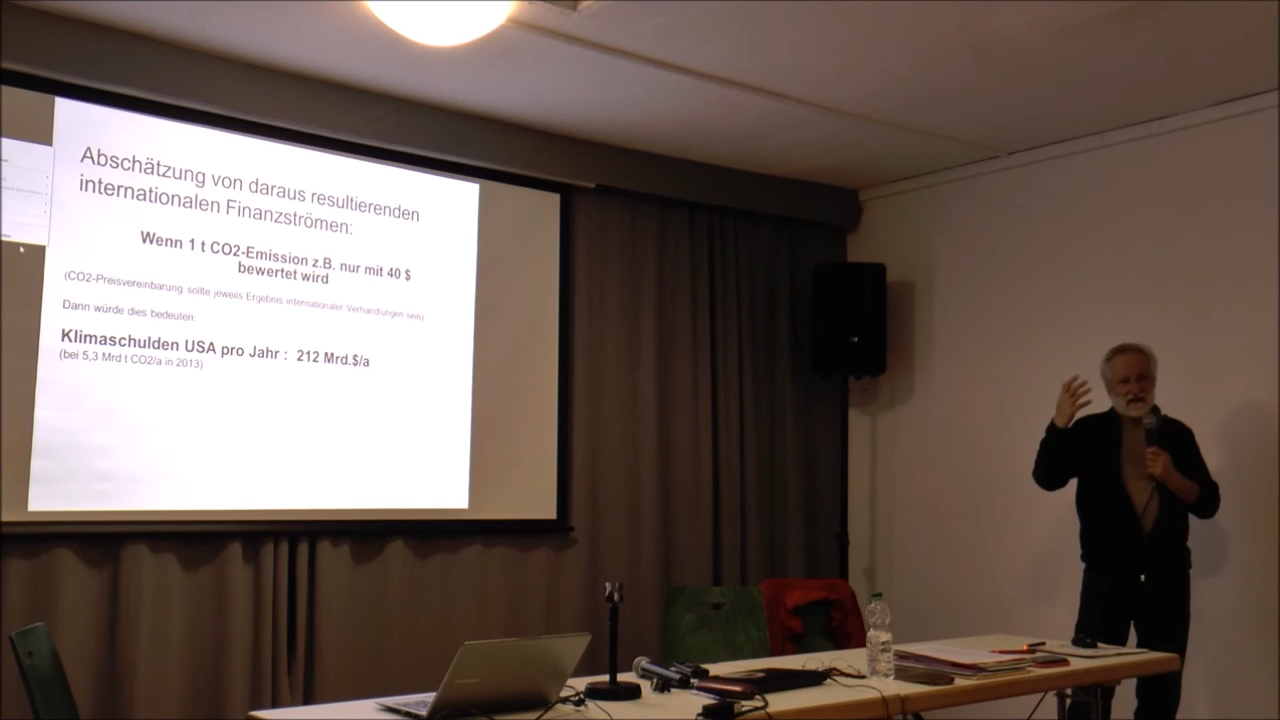 Abschätzung von daraus resultierenden
internationalen Finanzströmen:
Wenn 1 t CO2-Emission z.B. nur mit 40 $
bewertet wird
(CO2-Preisvereinbarung sollte jeweils Ergebnis internationaler Verhandlungen sein)
Dann würde dies bedeuten:
Klimaschulden USA pro Jahr : 212 Mrd.$/a
(bei 5,3 Mrd t CO2/a in 2013)